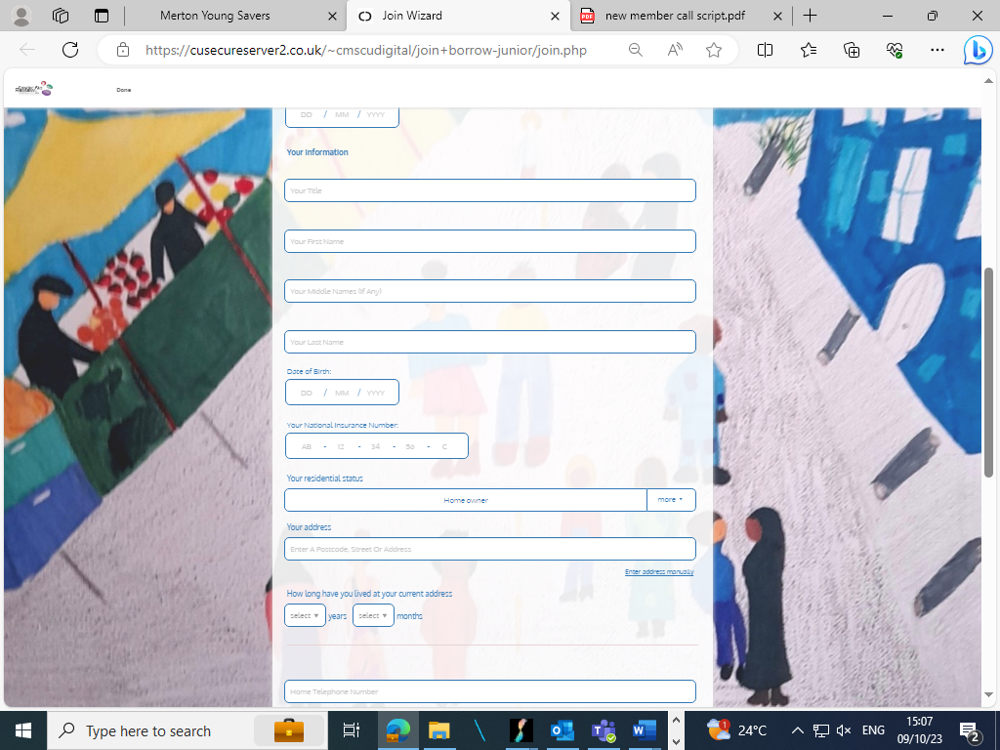 Merton Young Savers
Join Wizard
new member call script.pdf
https://cusecureserver2.co.uk/~cmscudigital/join+borrow-junior/join.php
Done
DD / MM / YYYY
Your Information
Your Title
Your First Name
Your Middle Names (If Any)
Your Last Name
Date of Birth:
DD / MM / YYYY
Your National Insurance Number:
AB - 12 - 34 - 56 - C
Your residential status
Home owner more
Your address
Enter A Postcode, Street Or Address
Enter address manually
How long have you lived at your current address
select years select months
Home Telephone Number
Type here to search
1 24°C ENG 15:07
09/10/23 2